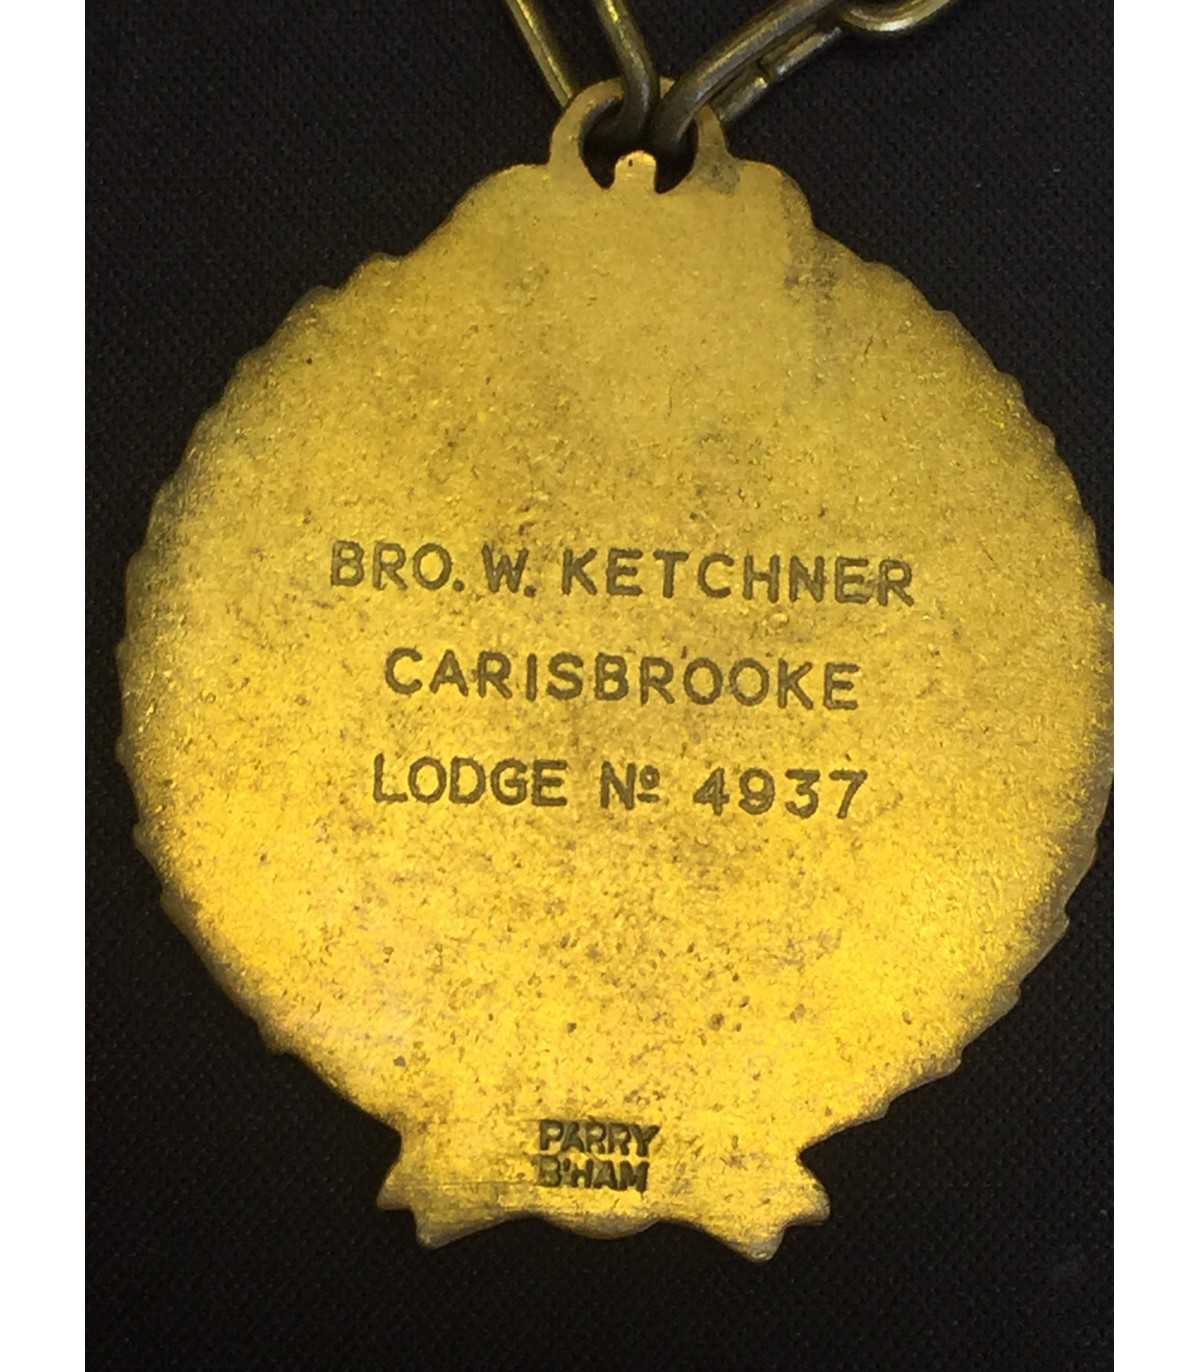 BRO. W. KETCHNER
CARISBROOKE
LODGE Nº 4937
PARRY
B'HAM